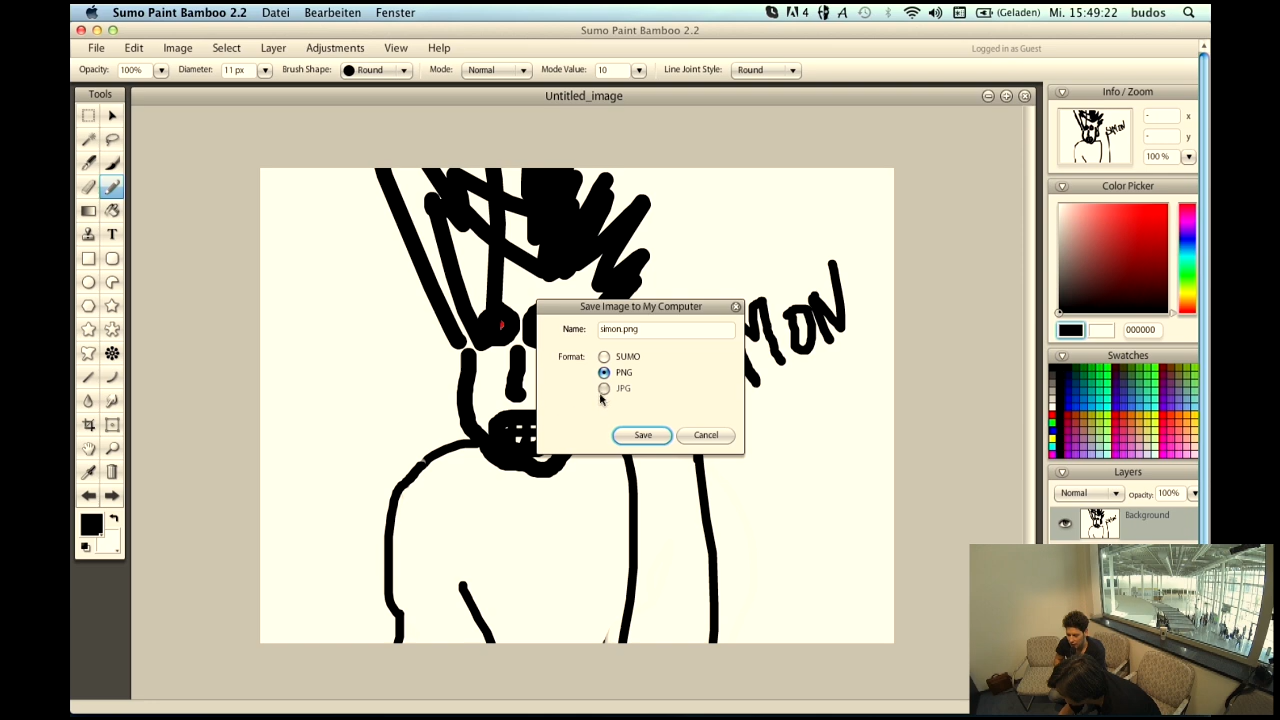 Sumo Paint Bamboo 2.2 Datei Bearbeiten Fenster 4 (Geladen) Mi. 15:49:22 budos
Sumo Paint Bamboo 2.2
File Edit Image Select Layer Adjustments View Help Logged in as Guest
Opacity: 100% Diameter: 11 px Brush Shape: Round Mode: Normal Mode Value: 10 Line Joint Style: Round
Tools
Untitled_image
Info / Zoom
x
y
100 %
Color Picker
000000
Swatches
Layers
Normal Opacity: 100%
Background
Save Image to My Computer
Name: simon.png
Format: SUMO
PNG
JPG
Save Cancel
MON
T
SIMON